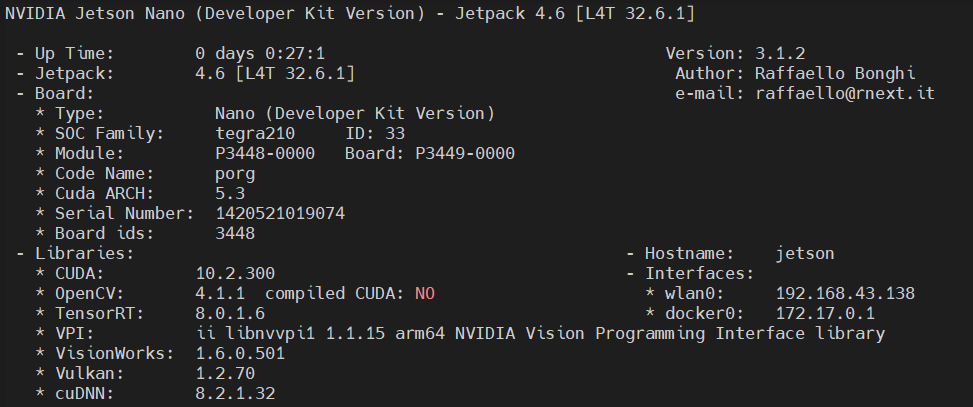 NVIDIA Jetson Nano (Developer Kit Version) - Jetpack 4.6 [L4T 32.6.1]
- Up Time: 0 days 0:27:1 Version: 3.1.2
- Jetpack: 4.6 [L4T 32.6.1] Author: Raffaello Bonghi
- Board: e-mail: raffaello@rnext.it
* Type: Nano (Developer Kit Version)
* SOC Family: tegra210 ID: 33
* Module: P3448-0000 Board: P3449-0000
* Code Name: porg
* Cuda ARCH: 5.3
* Serial Number: 1420521019074
* Board ids: 3448
- Libraries: - Hostname: jetson
* CUDA: 10.2.300 - Interfaces:
* OpenCV: 4.1.1 compiled CUDA: NO * wlan0: 192.168.43.138
* TensorRT: 8.0.1.6 * docker0: 172.17.0.1
* VPI: ii libnvvpi1 1.1.15 arm64 NVIDIA Vision Programming Interface library
* VisionWorks: 1.6.0.501
* Vulkan: 1.2.70
* cuDNN: 8.2.1.32